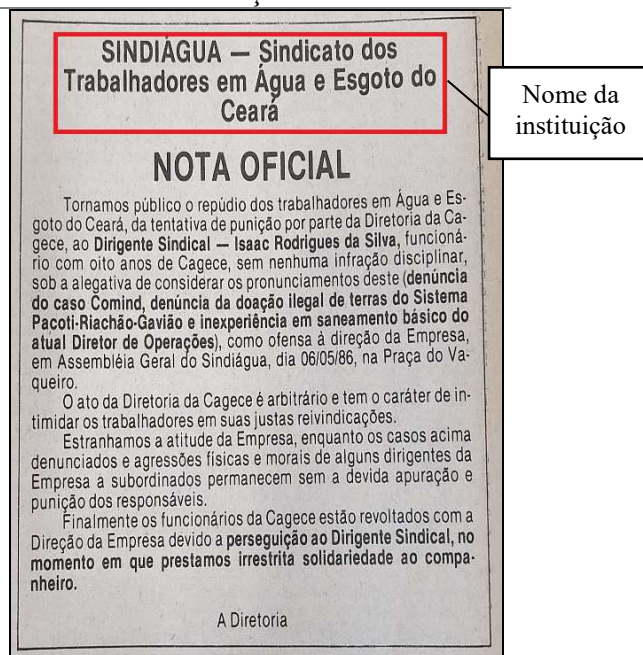 SINDIÁGUA — Sindicato dos
Trabalhadores em Água e Esgoto do
Ceará
Nome da
instituição
NOTA OFICIAL
Tornamos público o repúdio dos trabalhadores em Água e Es-
goto do Ceará, da tentativa de punição por parte da Diretoria da Ca-
gece, ao Dirigente Sindical — Isaac Rodrigues da Silva, funcioná-
rio com oito anos de Cagece, sem nenhuma infração disciplinar,
sob a alegativa de considerar os pronunciamentos deste (denúncia
do caso Comind, denúncia da doação ilegal de terras do Sistema
Pacoti-Riachão-Gavião e inexperiência em saneamento básico do
atual Diretor de Operações), como ofensa à direção da Empresa,
em Assembléia Geral do Sindiágua, dia 06/05/86, na Praça do Va-
queiro.
O ato da Diretoria da Cagece é arbitrário e tem o caráter de in-
timidar os trabalhadores em suas justas reivindicações.
Estranhamos a atitude da Empresa, enquanto os casos acima
denunciados e agressões físicas e morais de alguns dirigentes da
Empresa a subordinados permanecem sem a devida apuração e
punição dos responsáveis.
Finalmente os funcionários da Cagece estão revoltados com a
Direção da Empresa devido a perseguição ao Dirigente Sindical, no
momento em que prestamos irrestrita solidariedade ao compa-
nheiro.
A Diretoria